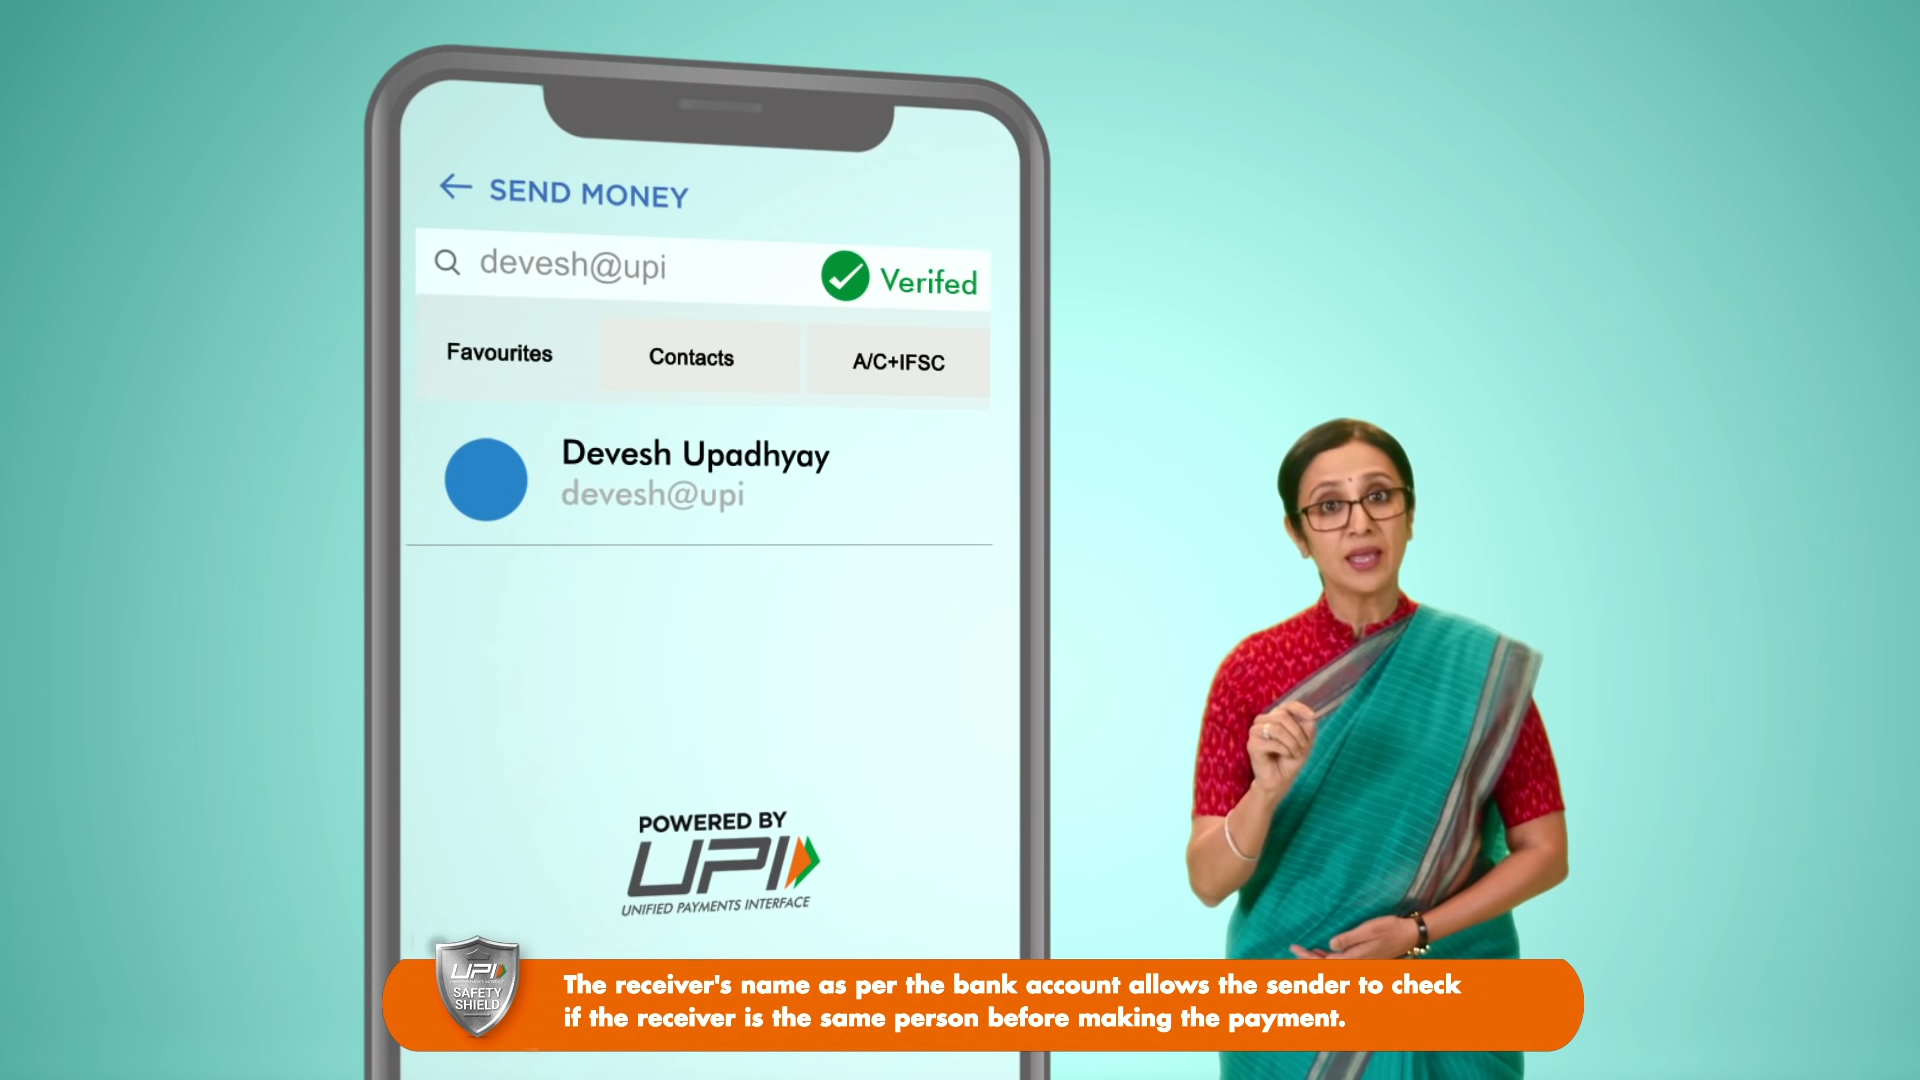 SEND MONEY
devesh@upi
Verifed
Favourites
Contacts
A/C+IFSC
Devesh Upadhyay
devesh@upi
POWERED BY
UPI
UNIFIED PAYMENTS INTERFACE
UPI
SAFETY
SHIELD
The receiver's name as per the bank account allows the sender to check
if the receiver is the same person before making the payment.